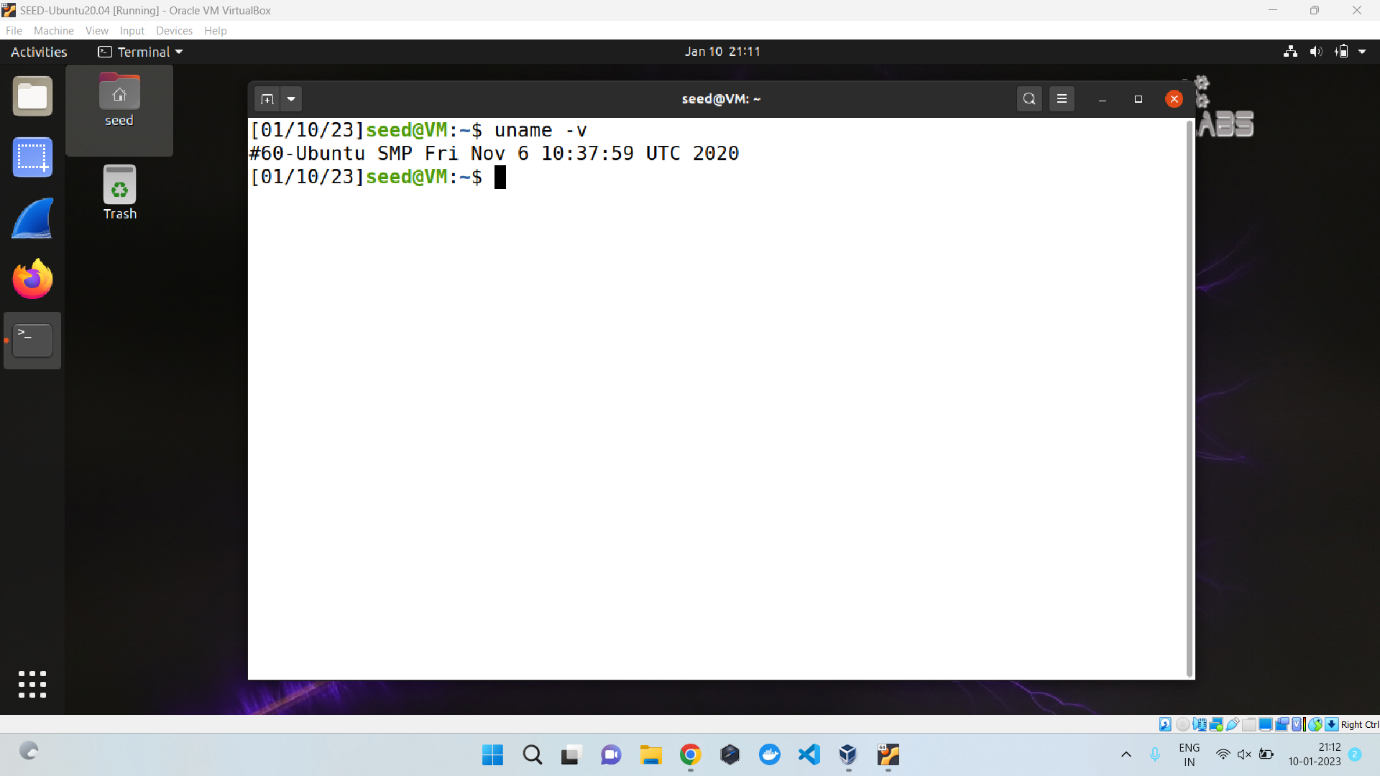 SEED-Ubuntu20.04 [Running] - Oracle VM VirtualBox
File Machine View Input Devices Help
Activities Terminal Jan 10 21:11
seed@VM: ~
seed
Trash
[01/10/23]seed@VM:~$ uname -v
#60-Ubuntu SMP Fri Nov 6 10:37:59 UTC 2020
[01/10/23]seed@VM:~$
Right Ctrl
ENG
IN
21:12
10-01-2023
2